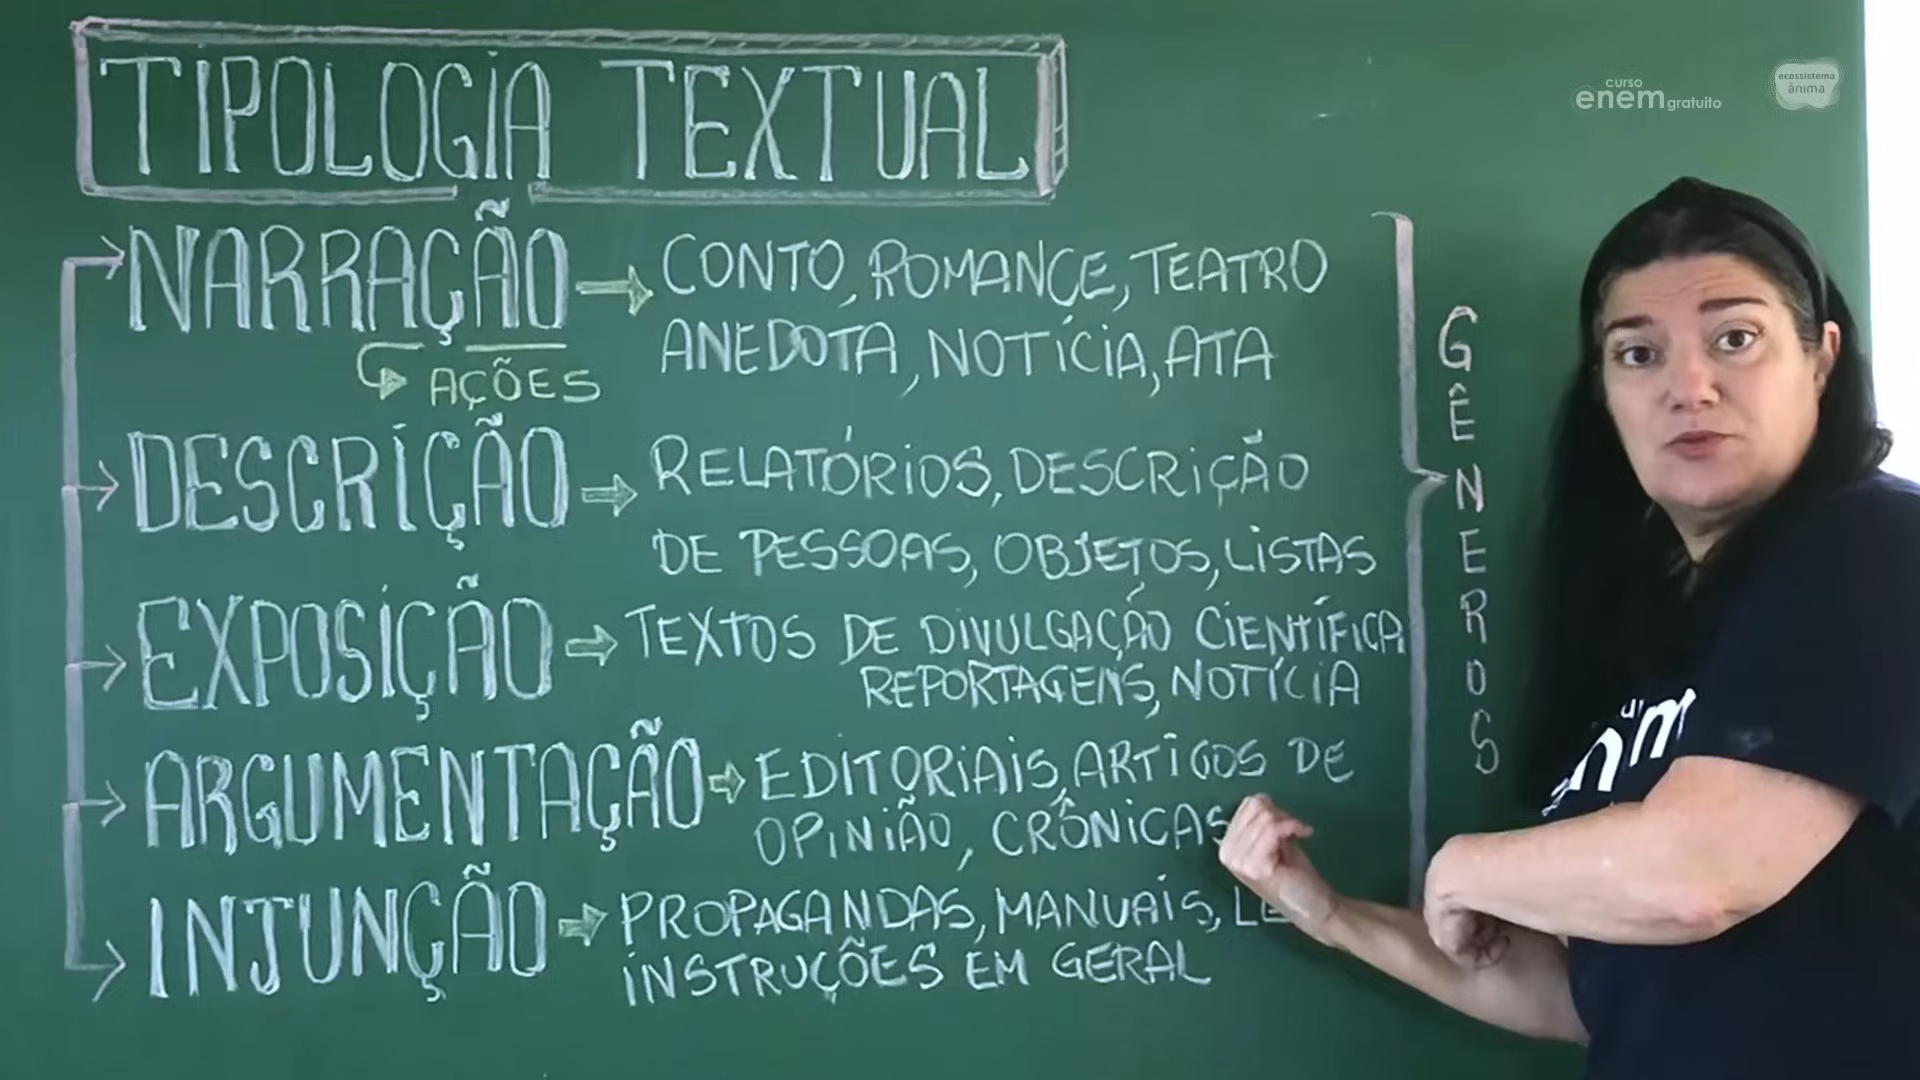 TIPOLOGIA TEXTUAL
NARRAÇÃO → CONTO, ROMANCE, TEATRO
ANEDOTA, NOTÍCIA, ATA
AÇÕES
DESCRIÇÃO → RELATÓRIOS, DESCRIÇÃO
DE PESSOAS, OBJETOS, LISTAS
EXPOSIÇÃO → TEXTOS DE DIVULGAÇÃO CIENTÍFICA
REPORTAGENS, NOTÍCIA
ARGUMENTAÇÃO → EDITORIAIS, ARTIGOS DE
OPINIÃO, CRÔNICAS
INJUNÇÃO → PROPAGANDAS, MANUAIS,
INSTRUÇÕES EM GERAL
GÊNEROS
curso
enem gratuito
ecossistema
ânima